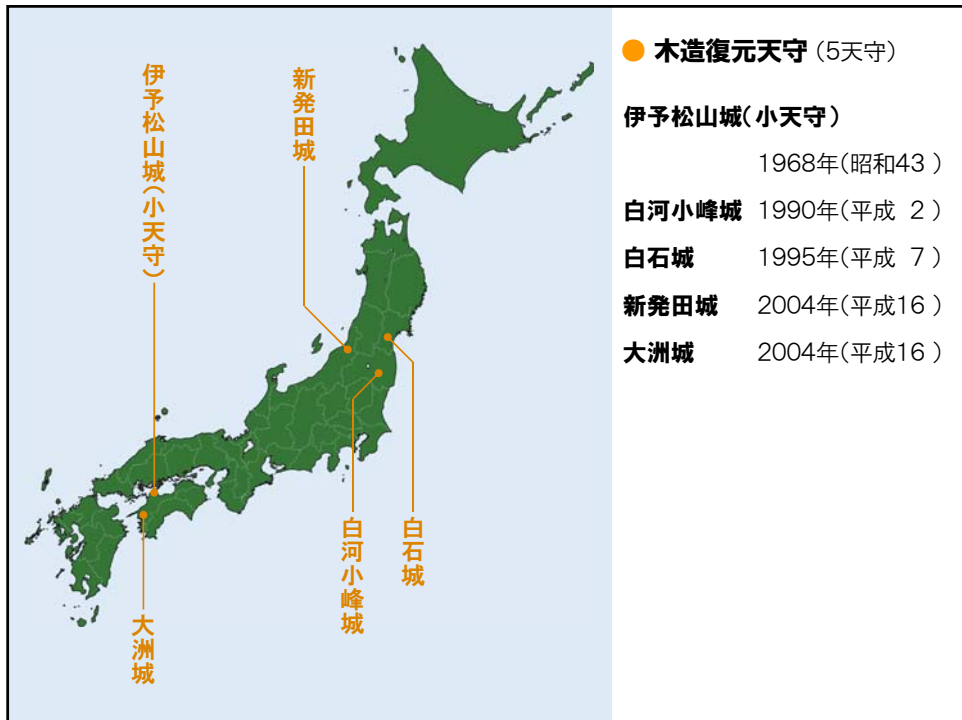 伊予松山城(小天守)
新発田城
白河小峰城
白石城
大洲城
● 木造復元天守 (5天守)
伊予松山城(小天守)
1968年(昭和43 )
白河小峰城 1990年(平成 2 )
白石城 1995年(平成 7 )
新発田城 2004年(平成16 )
大洲城 2004年(平成16 )